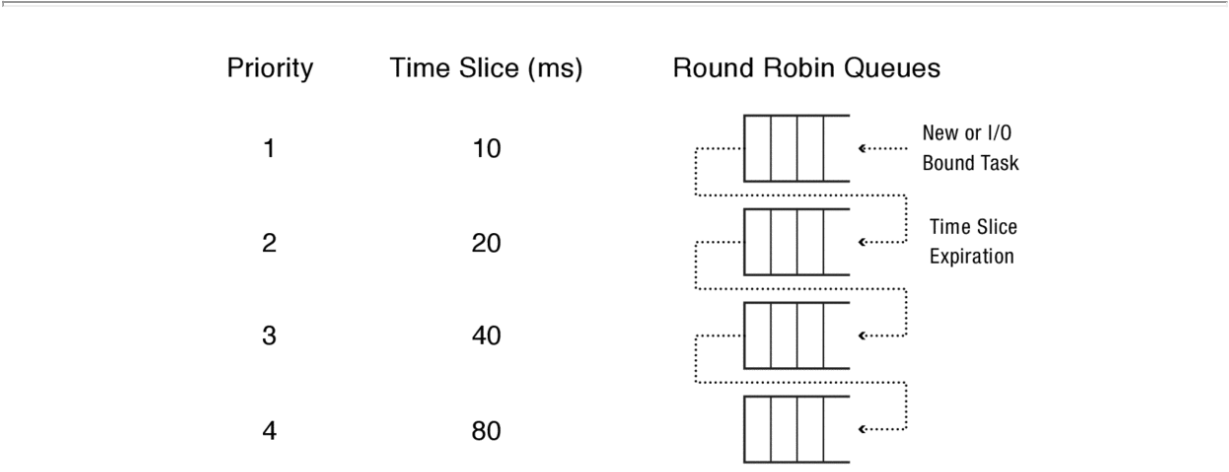 Priority Time Slice (ms) Round Robin Queues
1 10 New or I/O
Bound Task
2 20 Time Slice
Expiration
3 40
4 80